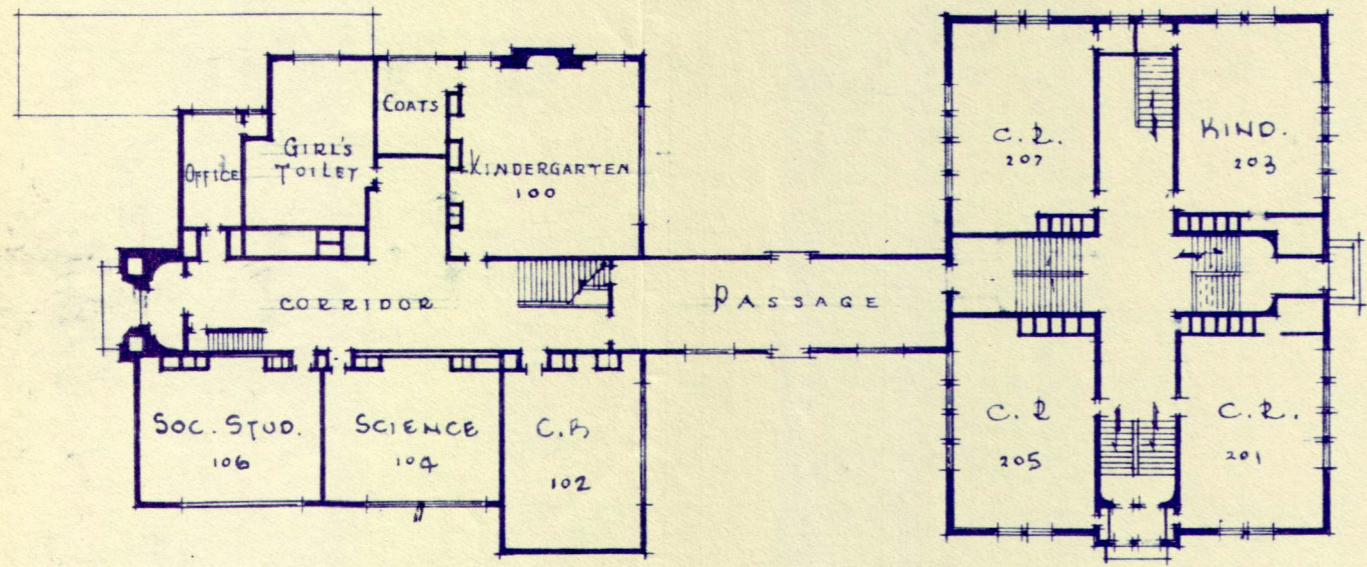 COATS
GIRL'S
TOILET
OFFICE
KINDERGARTEN
100
C.R.
207
KIND.
203
CORRIDOR
PASSAGE
SOC. STUD.
106
SCIENCE
104
C.R
102
C.R
205
C.R.
201